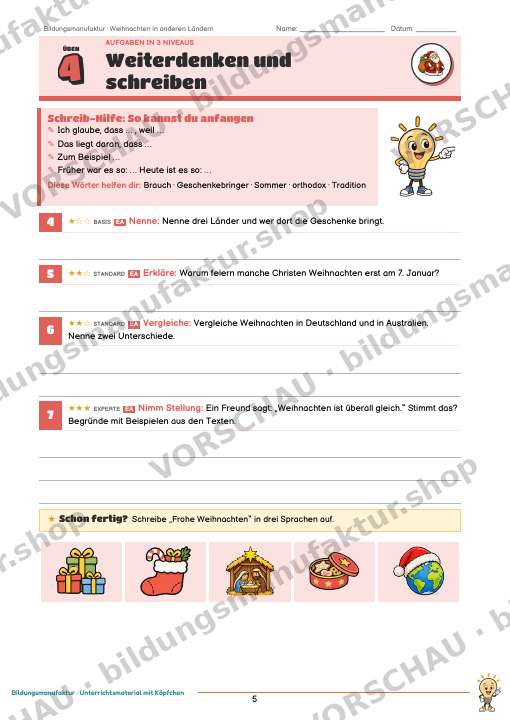 Bildungsmanufaktur · Weihnachten in anderen Ländern
Name: Datum:
ÜBEN
4
AUFGABEN IN 3 NIVEAUS
Weiterdenken und
schreiben
Schreib-Hilfe: So kannst du anfangen
✎ Ich glaube, dass …, weil …
✎ Das liegt daran, dass …
✎ Zum Beispiel …
✎ Früher war es so: … Heute ist es so: …
Diese Wörter helfen dir: Brauch · Geschenkebringer · Sommer · orthodox · Tradition
4 ★☆☆ BASIS EA Nenne: Nenne drei Länder und wer dort die Geschenke bringt.
5 ★★☆ STANDARD EA Erkläre: Warum feiern manche Christen Weihnachten erst am 7. Januar?
6 ★★☆ STANDARD EA Vergleiche: Vergleiche Weihnachten in Deutschland und in Australien.
Nenne zwei Unterschiede.
7 ★★★ EXPERTE EA Nimm Stellung: Ein Freund sagt: „Weihnachten ist überall gleich.“ Stimmt das?
Begründe mit Beispielen aus den Texten.
★ Schon fertig? Schreibe „Frohe Weihnachten“ in drei Sprachen auf.
Bildungsmanufaktur · Unterrichtsmaterial mit Köpfchen
5
VORSCHAU · bildungsmanufaktur.shop